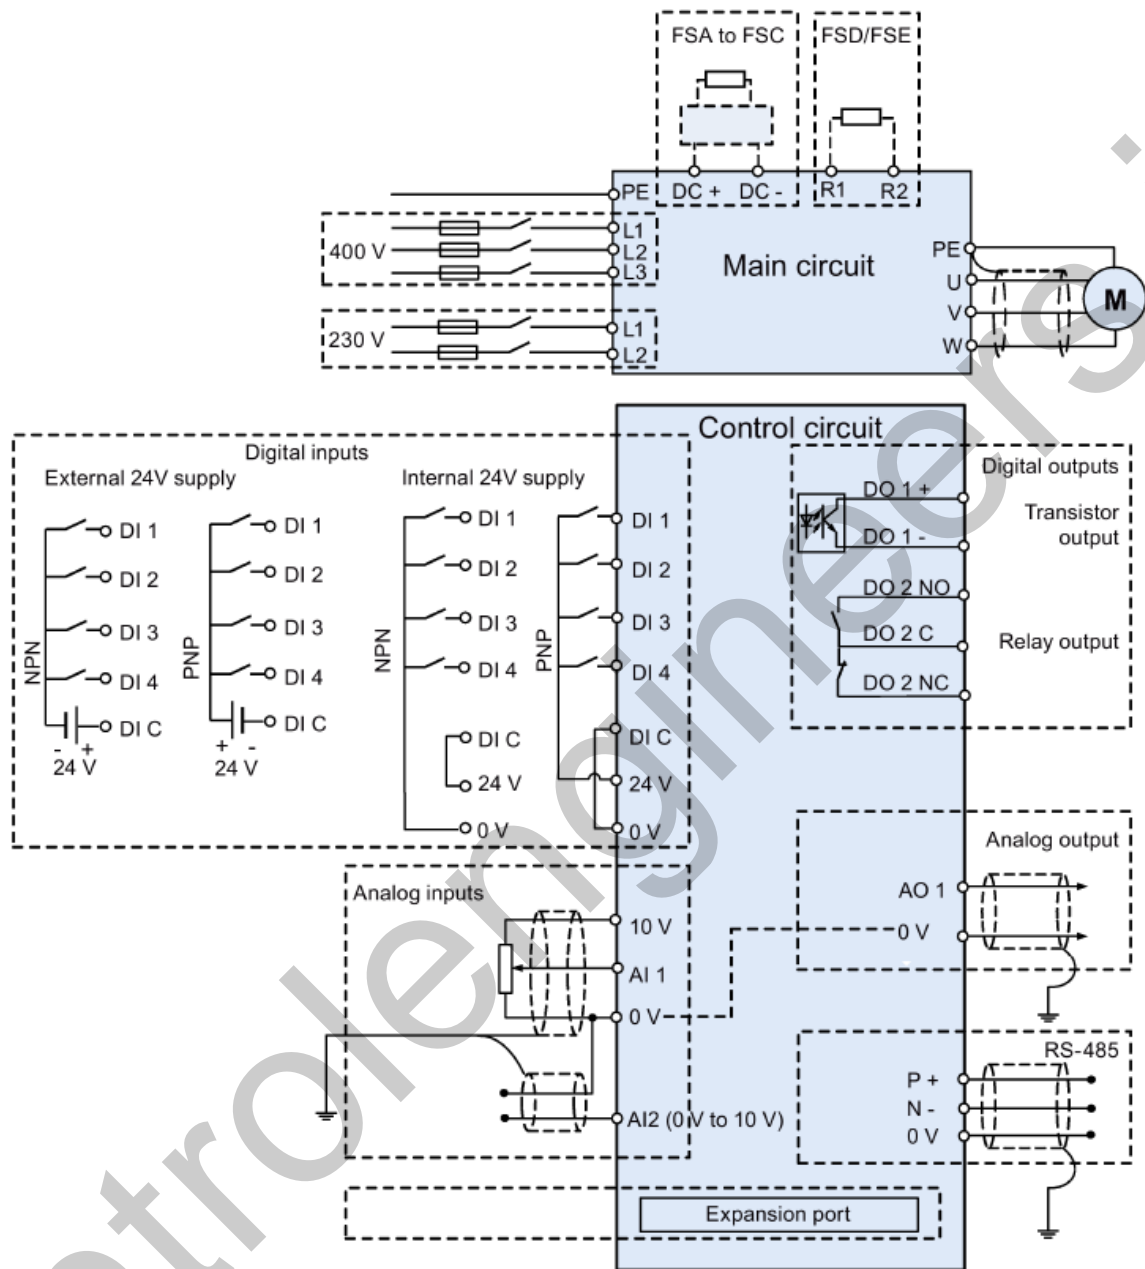 FSA to FSC
FSD/FSE
PE
DC +
DC -
R1
R2
400 V
L1
L2
L3
Main circuit
PE
U
V
W
M
230 V
L1
L2
Control circuit
Digital inputs
External 24V supply
NPN
DI 1
DI 2
DI 3
DI 4
DI C
- +
24 V
PNP
DI 1
DI 2
DI 3
DI 4
DI C
+ -
24 V
Internal 24V supply
NPN
DI 1
DI 2
DI 3
DI 4
DI C
24 V
0 V
PNP
DI 1
DI 2
DI 3
DI 4
DI C
24 V
0 V
Digital outputs
DO 1 +
Transistor
output
DO 1 -
DO 2 NO
DO 2 C
Relay output
DO 2 NC
Analog output
AO 1
0 V
Analog inputs
10 V
AI 1
0 V
AI2 (0 V to 10 V)
RS-485
P +
N -
0 V
Expansion port
ntrolengineers.